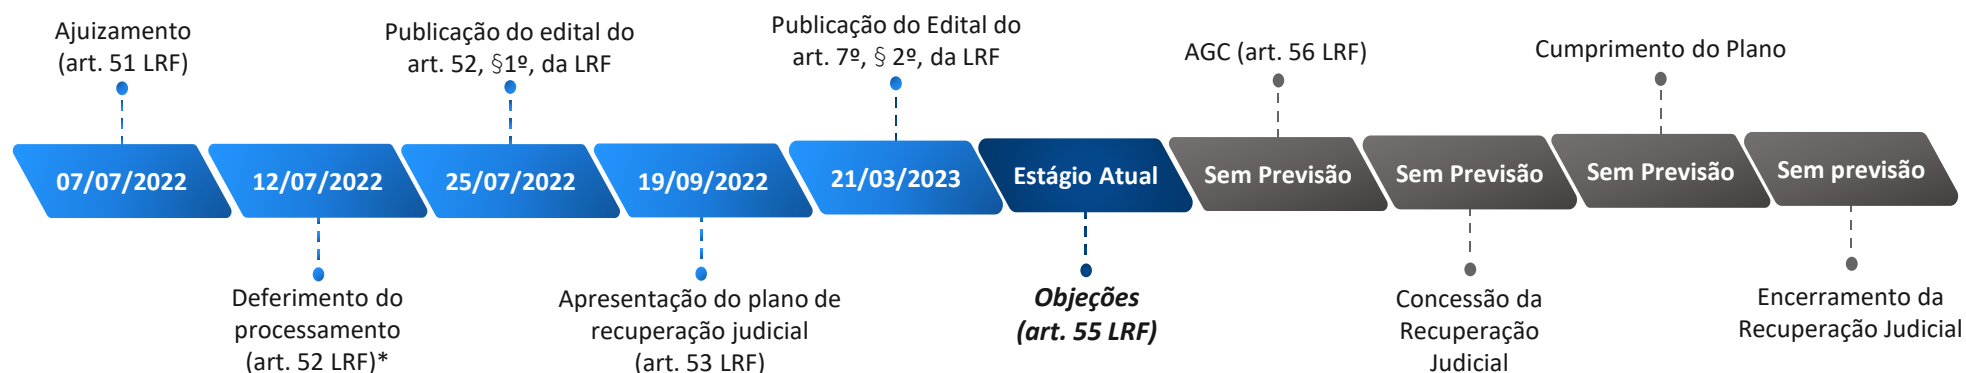 Ajuizamento
(art. 51 LRF)
Publicação do edital do
art. 52, §1º, da LRF
Publicação do Edital do
art. 7º, § 2º, da LRF
AGC (art. 56 LRF)
Cumprimento do Plano
07/07/2022
12/07/2022
25/07/2022
19/09/2022
21/03/2023
Estágio Atual
Sem Previsão
Sem Previsão
Sem Previsão
Sem previsão
Deferimento do
processamento
(art. 52 LRF)*
Apresentação do plano de
recuperação judicial
(art. 53 LRF)
Objeções
(art. 55 LRF)
Concessão da
Recuperação
Judicial
Encerramento da
Recuperação Judicial